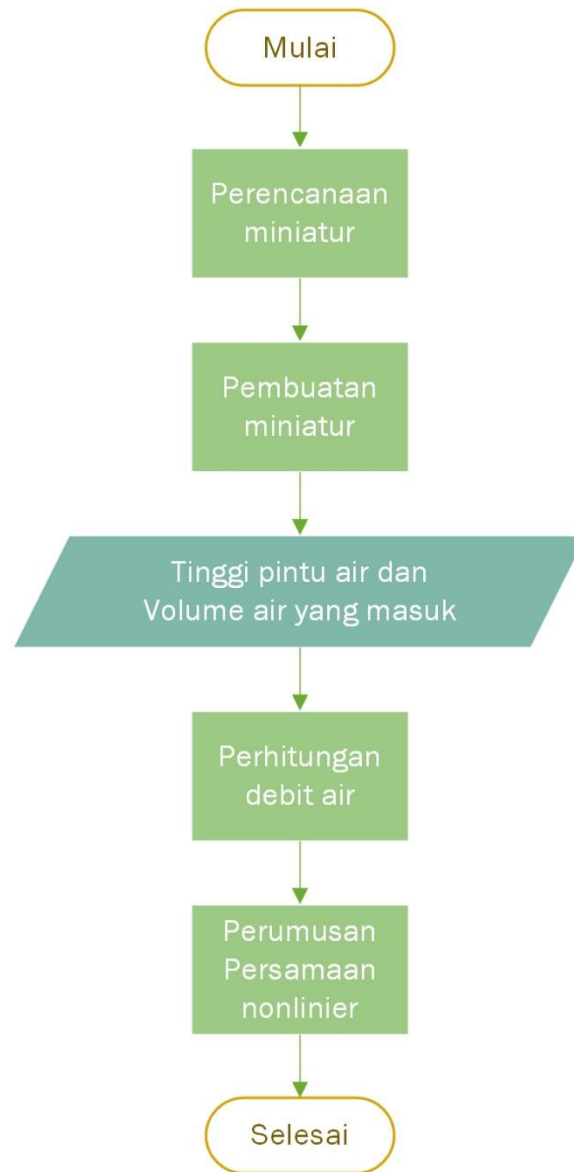 Mulai
Perencanaan
miniatur
Pembuatan
miniatur
Tinggi pintu air dan
Volume air yang masuk
Perhitungan
debit air
Perumusan
Persamaan
nonlinier
Selesai